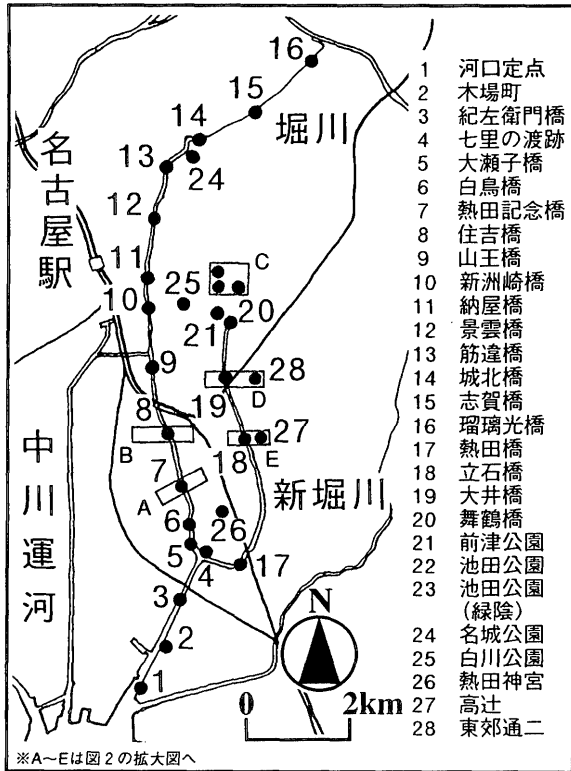 16
15
14
堀川
13
24
名古屋駅
12
11
C
25
10
20
21
9
28
19
D
8
27
B
18
E
中川運河
7
新堀川
A
6
26
5
4
17
3
N
2
1
0 2km
※A~Eは図2の拡大図へ
1 河口定点
2 木場町
3 紀左衛門橋
4 七里の渡跡
5 大瀬子橋
6 白鳥橋
7 熱田記念橋
8 住吉橋
9 山王橋
10 新洲崎橋
11 納屋橋
12 景雲橋
13 筋違橋
14 城北橋
15 志賀橋
16 瑠璃光橋
17 熱田橋
18 立石橋
19 大井橋
20 舞鶴橋
21 前津公園
22 池田公園
23 池田公園
(緑陰)
24 名城公園
25 白川公園
26 熱田神宮
27 高辻
28 東郊通二